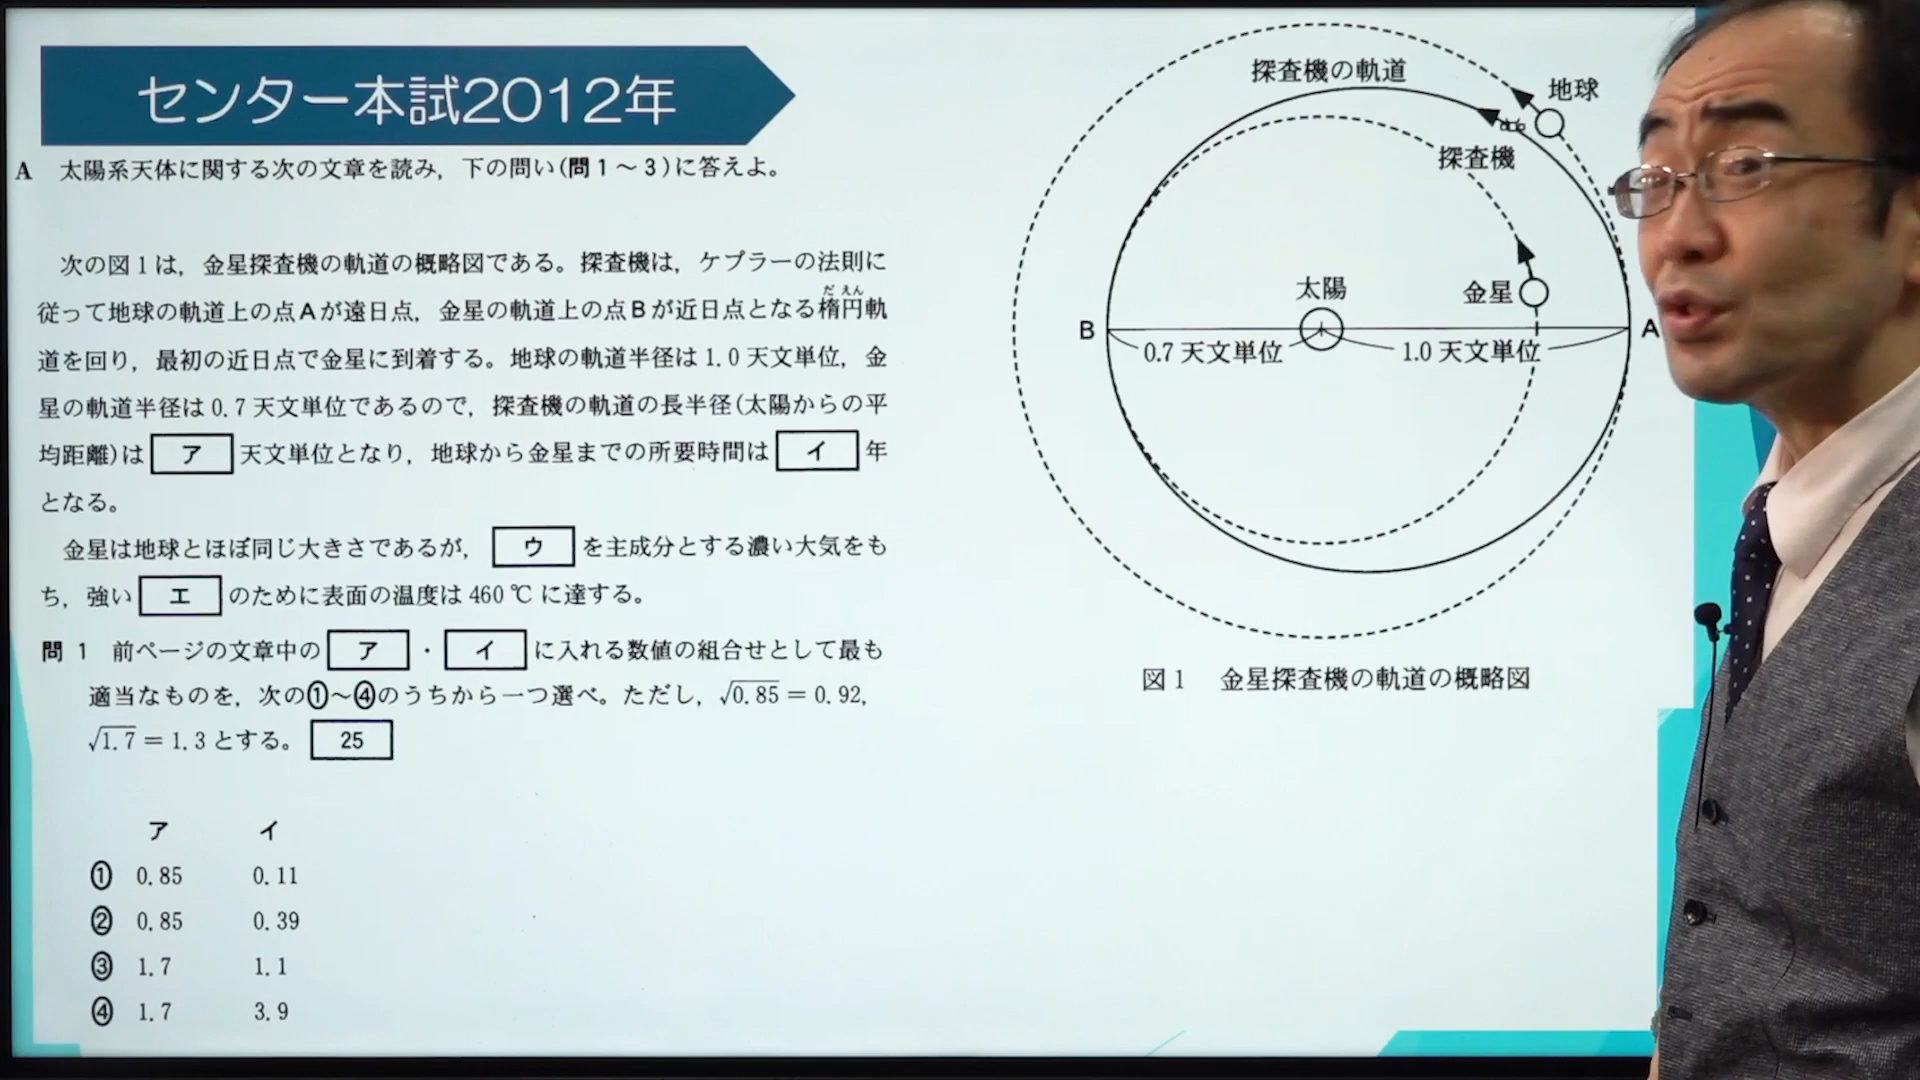 センター本試2012年
A 太陽系天体に関する次の文章を読み，下の問い(問1～3)に答えよ。
次の図1は，金星探査機の軌道の概略図である。探査機は，ケプラーの法則に
従って地球の軌道上の点Aが遠日点，金星の軌道上の点Bが近日点となる楕円軌
だ えん
道を回り，最初の近日点で金星に到着する。地球の軌道半径は1.0天文単位，金
星の軌道半径は0.7天文単位であるので，探査機の軌道の長半径(太陽からの平
均距離)は ア 天文単位となり，地球から金星までの所要時間は イ 年
となる。
金星は地球とほぼ同じ大きさであるが， ウ を主成分とする濃い大気をも
ち，強い エ のために表面の温度は460℃に達する。
問1 前ページの文章中の ア ・ イ に入れる数値の組合せとして最も
適当なものを，次の①～④のうちから一つ選べ。ただし，√0.85 = 0.92，
√1.7 = 1.3とする。 25
ア イ
① 0.85 0.11
② 0.85 0.39
③ 1.7 1.1
④ 1.7 3.9
探査機の軌道
地球
探査機
太陽
金星
B
A
0.7天文単位
1.0天文単位
図1 金星探査機の軌道の概略図